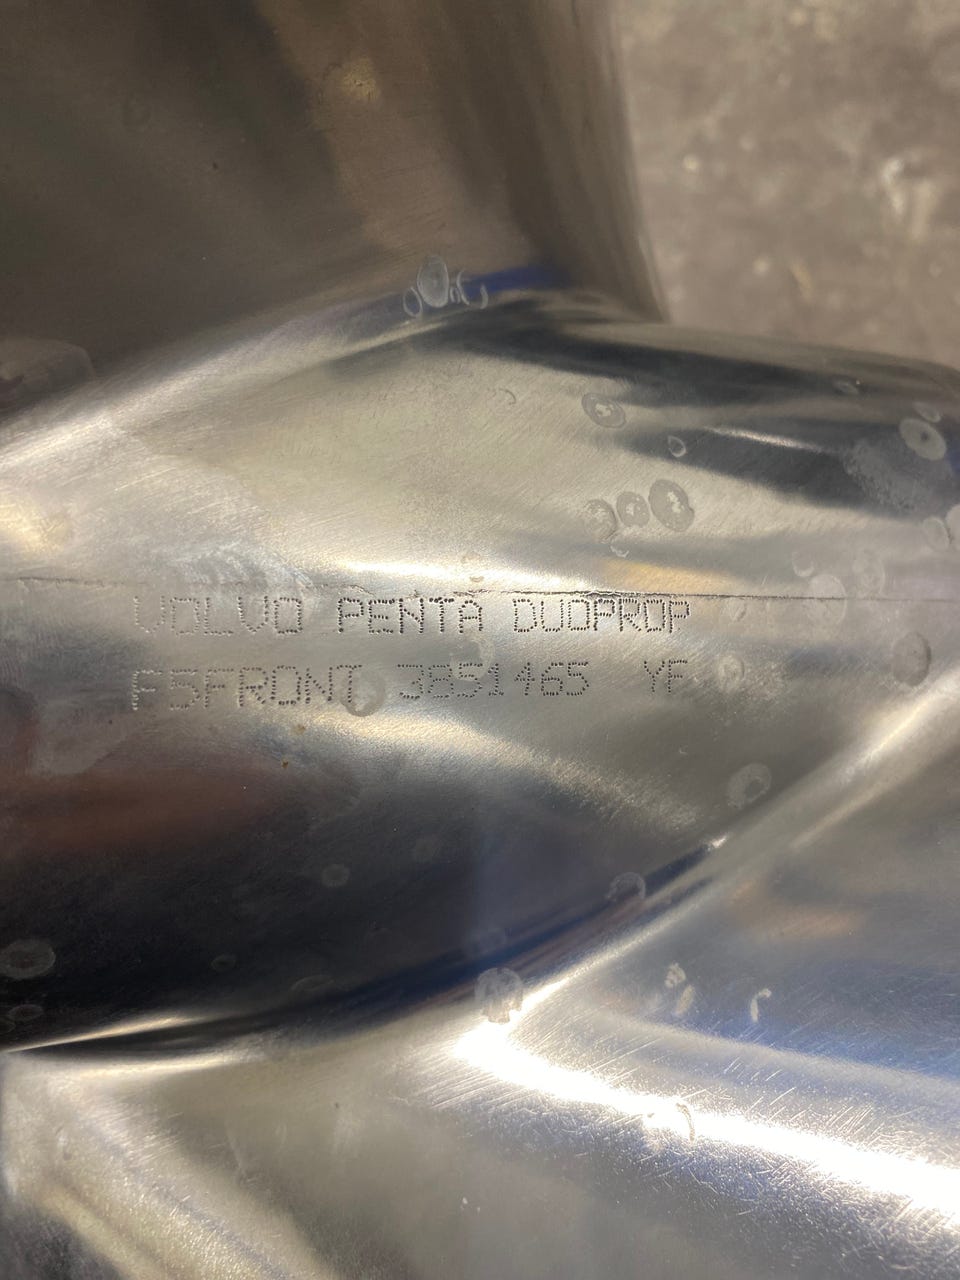 VOLVO PENTA DUOPROP
F5FRONT 3851465 YF